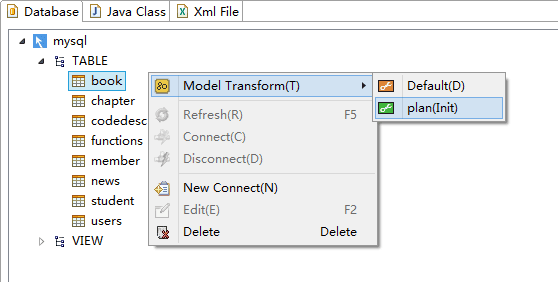 Database
Java Class
Xml File
mysql
TABLE
book
chapter
codedesc
functions
member
news
student
users
VIEW
Model Transform(T)
Refresh(R) F5
Connect(C)
Disconnect(D)
New Connect(N)
Edit(E) F2
Delete Delete
Default(D)
plan(Init)